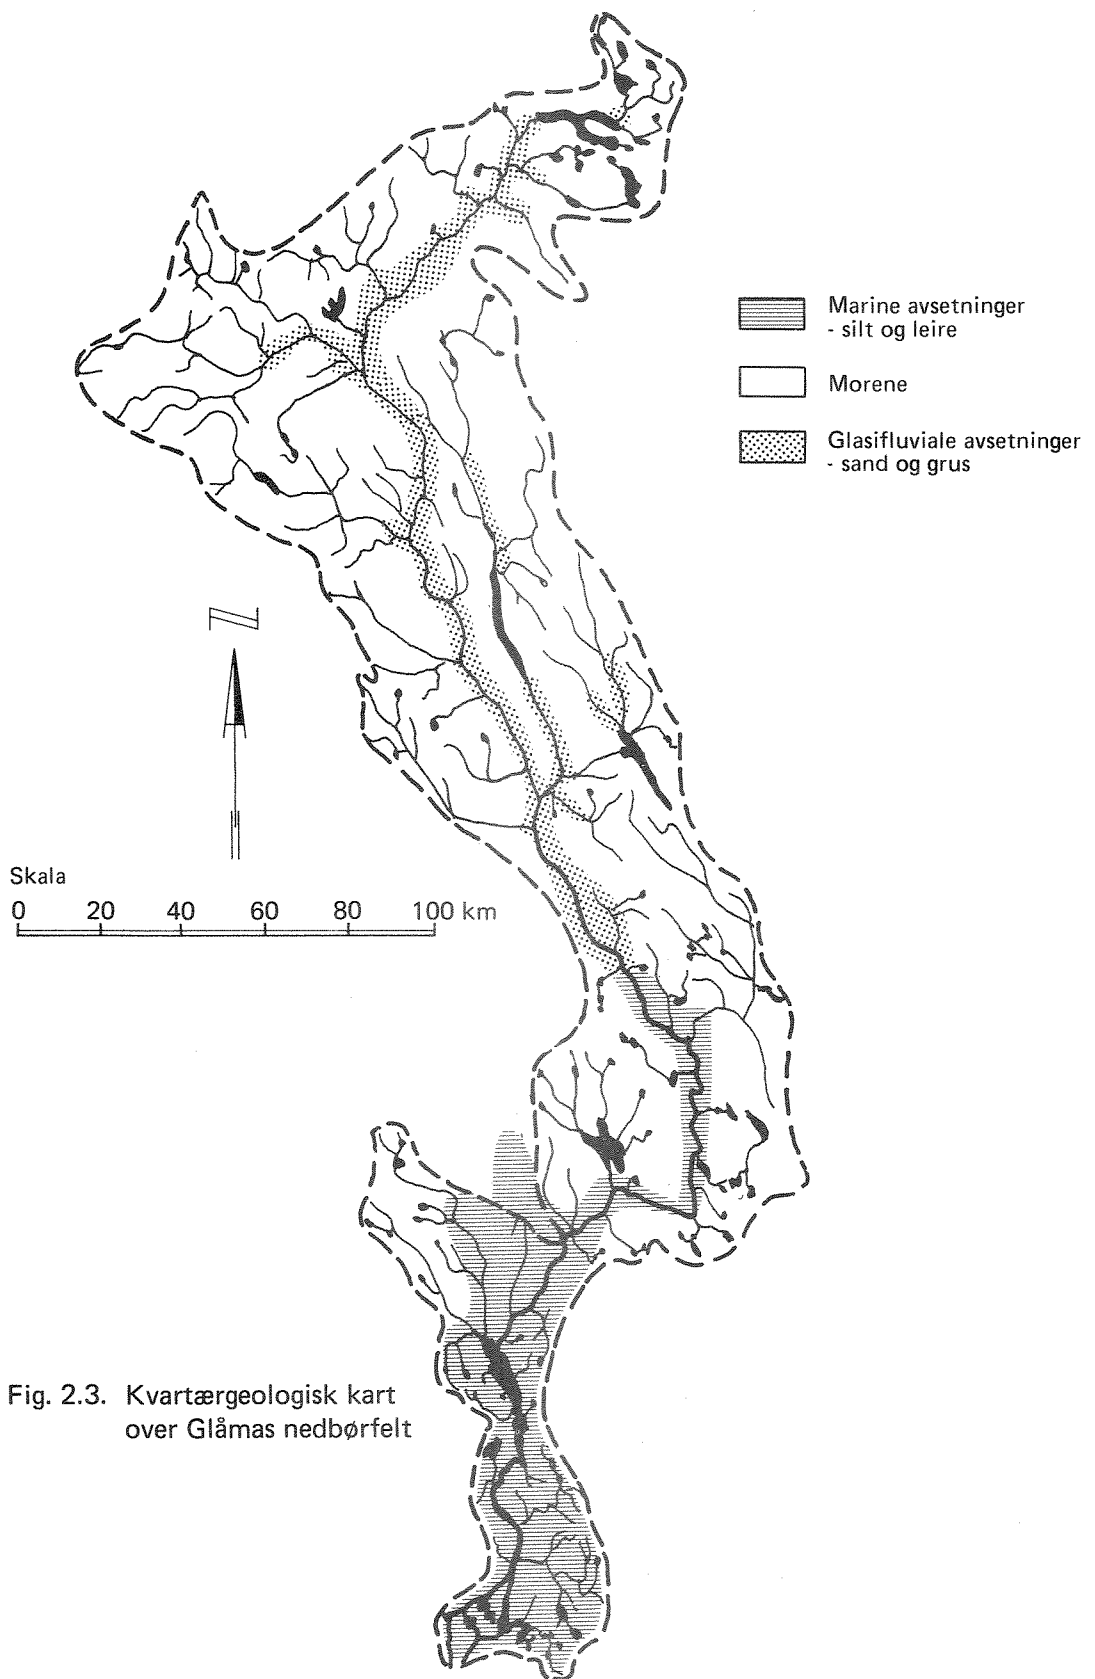 Marine avsetninger
- silt og leire
Morene
Glasifluviale avsetninger
- sand og grus
N
Skala
0 20 40 60 80 100 km
Fig. 2.3. Kvartærgeologisk kart
over Glåmas nedbørfelt